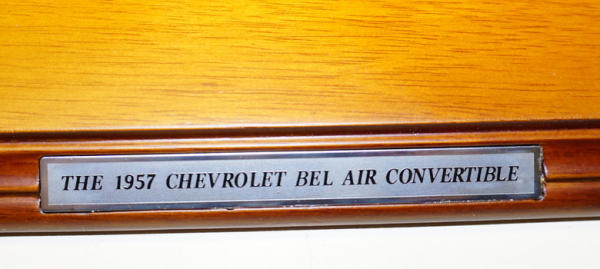 THE 1957 CHEVROLET BEL AIR CONVERTIBLE